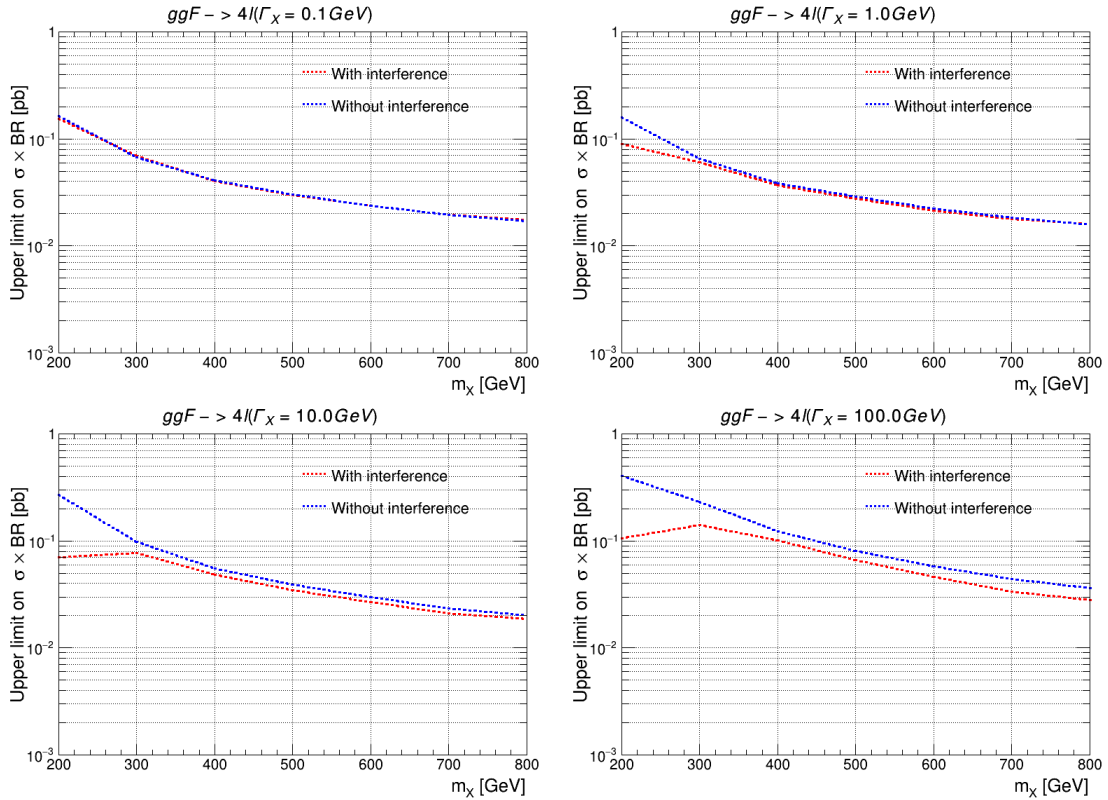 ggF − > 4l(Γ_X = 0.1GeV)
Upper limit on σ × BR [pb]
1
10⁻¹
10⁻²
10⁻³
With interference
Without interference
200 300 400 500 600 700 800
m_X [GeV]
ggF − > 4l(Γ_X = 1.0GeV)
Upper limit on σ × BR [pb]
1
10⁻¹
10⁻²
10⁻³
With interference
Without interference
200 300 400 500 600 700 800
m_X [GeV]
ggF − > 4l(Γ_X = 10.0GeV)
Upper limit on σ × BR [pb]
1
10⁻¹
10⁻²
10⁻³
With interference
Without interference
200 300 400 500 600 700 800
m_X [GeV]
ggF − > 4l(Γ_X = 100.0GeV)
Upper limit on σ × BR [pb]
1
10⁻¹
10⁻²
10⁻³
With interference
Without interference
200 300 400 500 600 700 800
m_X [GeV]